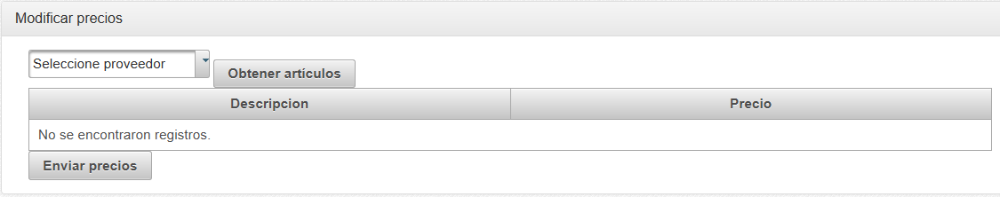 Modificar precios
Seleccione proveedor
Obtener artículos
Descripcion Precio
No se encontraron registros.
Enviar precios